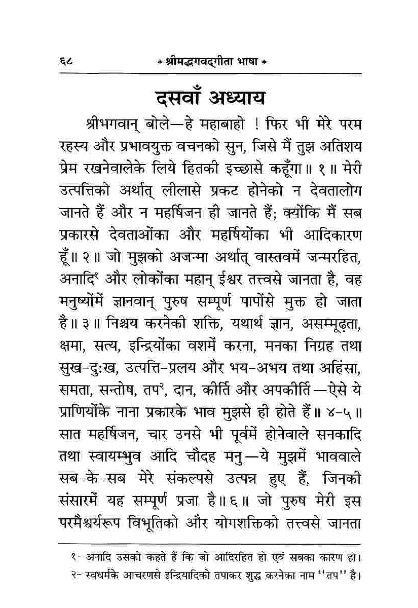 ६८ * श्रीमद्भगवद्गीता भाषा *
दसवाँ अध्याय
श्रीभगवान् बोले—हे महाबाहो ! फिर भी मेरे परम
रहस्य और प्रभावयुक्त वचनको सुन, जिसे मैं तुझ अतिशय
प्रेम रखनेवालेके लिये हितकी इच्छासे कहूँगा॥ १॥ मेरी
उत्पत्तिको अर्थात् लीलासे प्रकट होनेको न देवतालोग
जानते हैं और न महर्षिजन ही जानते हैं; क्योंकि मैं सब
प्रकारसे देवताओंका और महर्षियोंका भी आदिकारण
हूँ॥ २॥ जो मुझको अजन्मा अर्थात् वास्तवमें जन्मरहित,
अनादि१ और लोकोंका महान् ईश्वर तत्त्वसे जानता है, वह
मनुष्योंमें ज्ञानवान् पुरुष सम्पूर्ण पापोंसे मुक्त हो जाता
है॥ ३॥ निश्चय करनेकी शक्ति, यथार्थ ज्ञान, असम्मूढ़ता,
क्षमा, सत्य, इन्द्रियोंका वशमें करना, मनका निग्रह तथा
सुख-दुःख, उत्पत्ति-प्रलय और भय-अभय तथा अहिंसा,
समता, सन्तोष, तप२, दान, कीर्ति और अपकीर्ति—ऐसे ये
प्राणियोंके नाना प्रकारके भाव मुझसे ही होते हैं॥ ४-५॥
सात महर्षिजन, चार उनसे भी पूर्वमें होनेवाले सनकादि
तथा स्वायम्भुव आदि चौदह मनु—ये मुझमें भाववाले
सब के सब मेरे संकल्पसे उत्पन्न हुए हैं, जिनकी
संसारमें यह सम्पूर्ण प्रजा है॥ ६॥ जो पुरुष मेरी इस
परमैश्वर्यरूप विभूतिको और योगशक्तिको तत्त्वसे जानता
१- अनादि उसको कहते हैं कि जो आदिरहित हो एवं सबका कारण हो।
२- स्वधर्मके आचरणसे इन्द्रियादिको तपाकर शुद्ध करनेका नाम "तप" है।